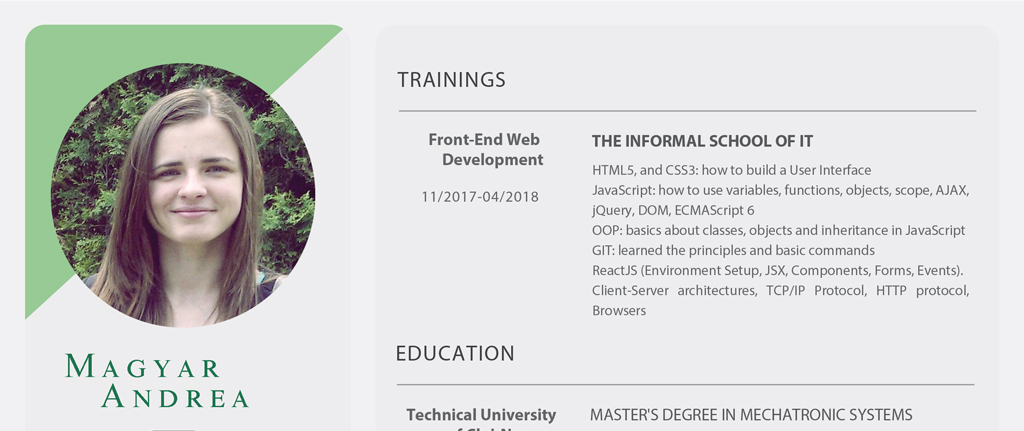 MAGYAR
ANDREA
TRAININGS
Front-End Web
Development
11/2017-04/2018
THE INFORMAL SCHOOL OF IT
HTML5, and CSS3: how to build a User Interface
JavaScript: how to use variables, functions, objects, scope, AJAX,
jQuery, DOM, ECMAScript 6
OOP: basics about classes, objects and inheritance in JavaScript
GIT: learned the principles and basic commands
ReactJS (Environment Setup, JSX, Components, Forms, Events).
Client-Server architectures, TCP/IP Protocol, HTTP protocol,
Browsers
EDUCATION
Technical University
MASTER'S DEGREE IN MECHATRONIC SYSTEMS